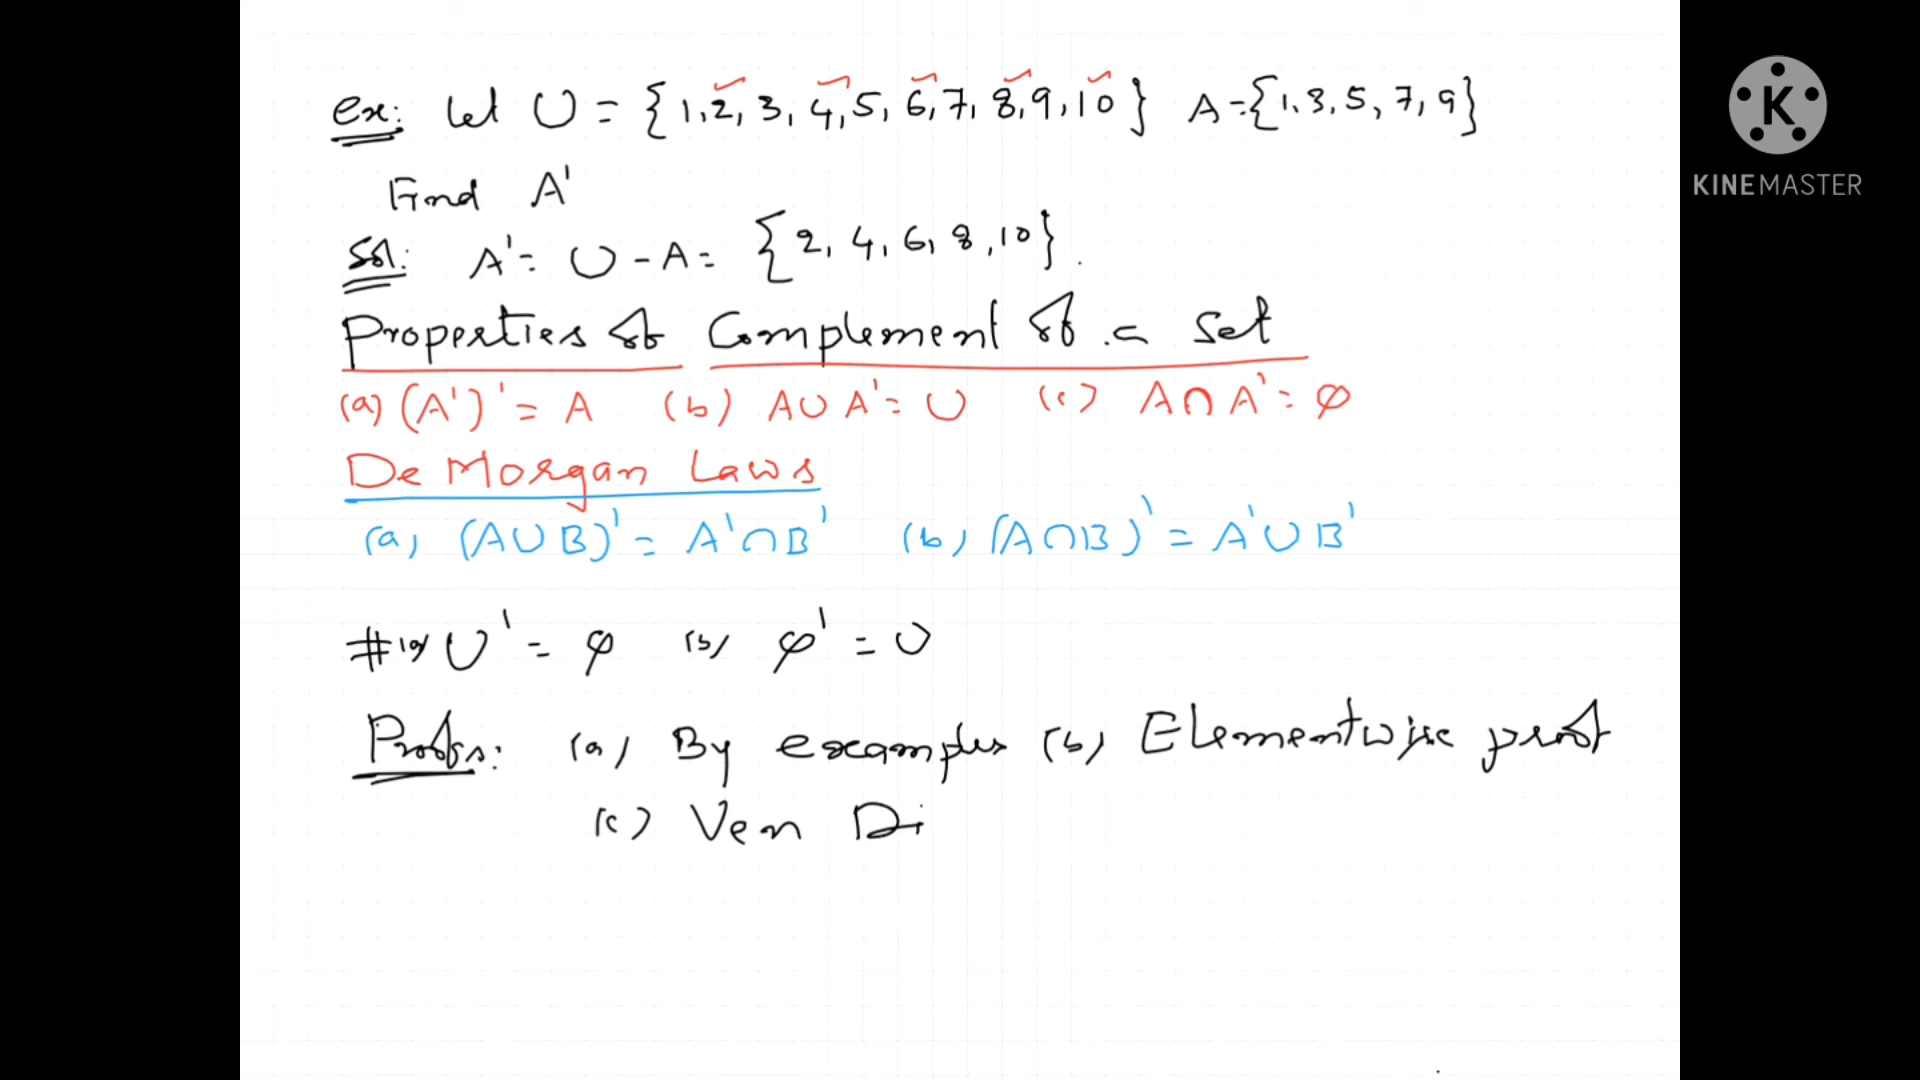 ex: Let U = {1, 2, 3, 4, 5, 6, 7, 8, 9, 10} A = {1, 3, 5, 7, 9}
Find A'
Sol: A' = U - A = {2, 4, 6, 8, 10}.
Properties of Complement of a set
(a) (A')' = A (b) A ∪ A' = U (c) A ∩ A' = φ
De Morgan Laws
(a) (A ∪ B)' = A' ∩ B' (b) (A ∩ B)' = A' ∪ B'
# (a) U' = φ (b) φ' = U
Proofs: (a) By examples (b) Elementwise proof
(c) Ven Di
K
KINEMASTER